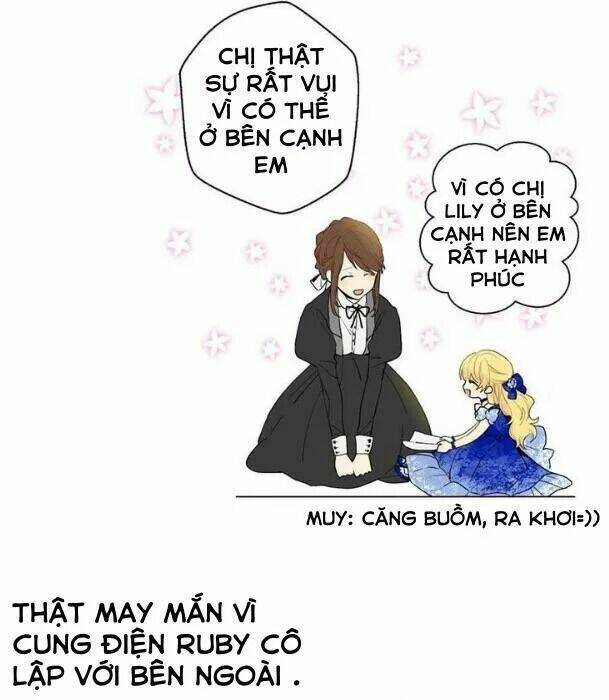 CHỊ THẬT
SỰ RẤT VUI
VÌ CÓ THỂ
Ở BÊN CẠNH
EM
VÌ CÓ CHỊ
LILY Ở BÊN
CẠNH NÊN EM
RẤT HẠNH
PHÚC
MUY: CĂNG BUỒM, RA KHƠI=))
THẬT MAY MẮN VÌ
CUNG ĐIỆN RUBY CÔ
LẬP VỚI BÊN NGOÀI .